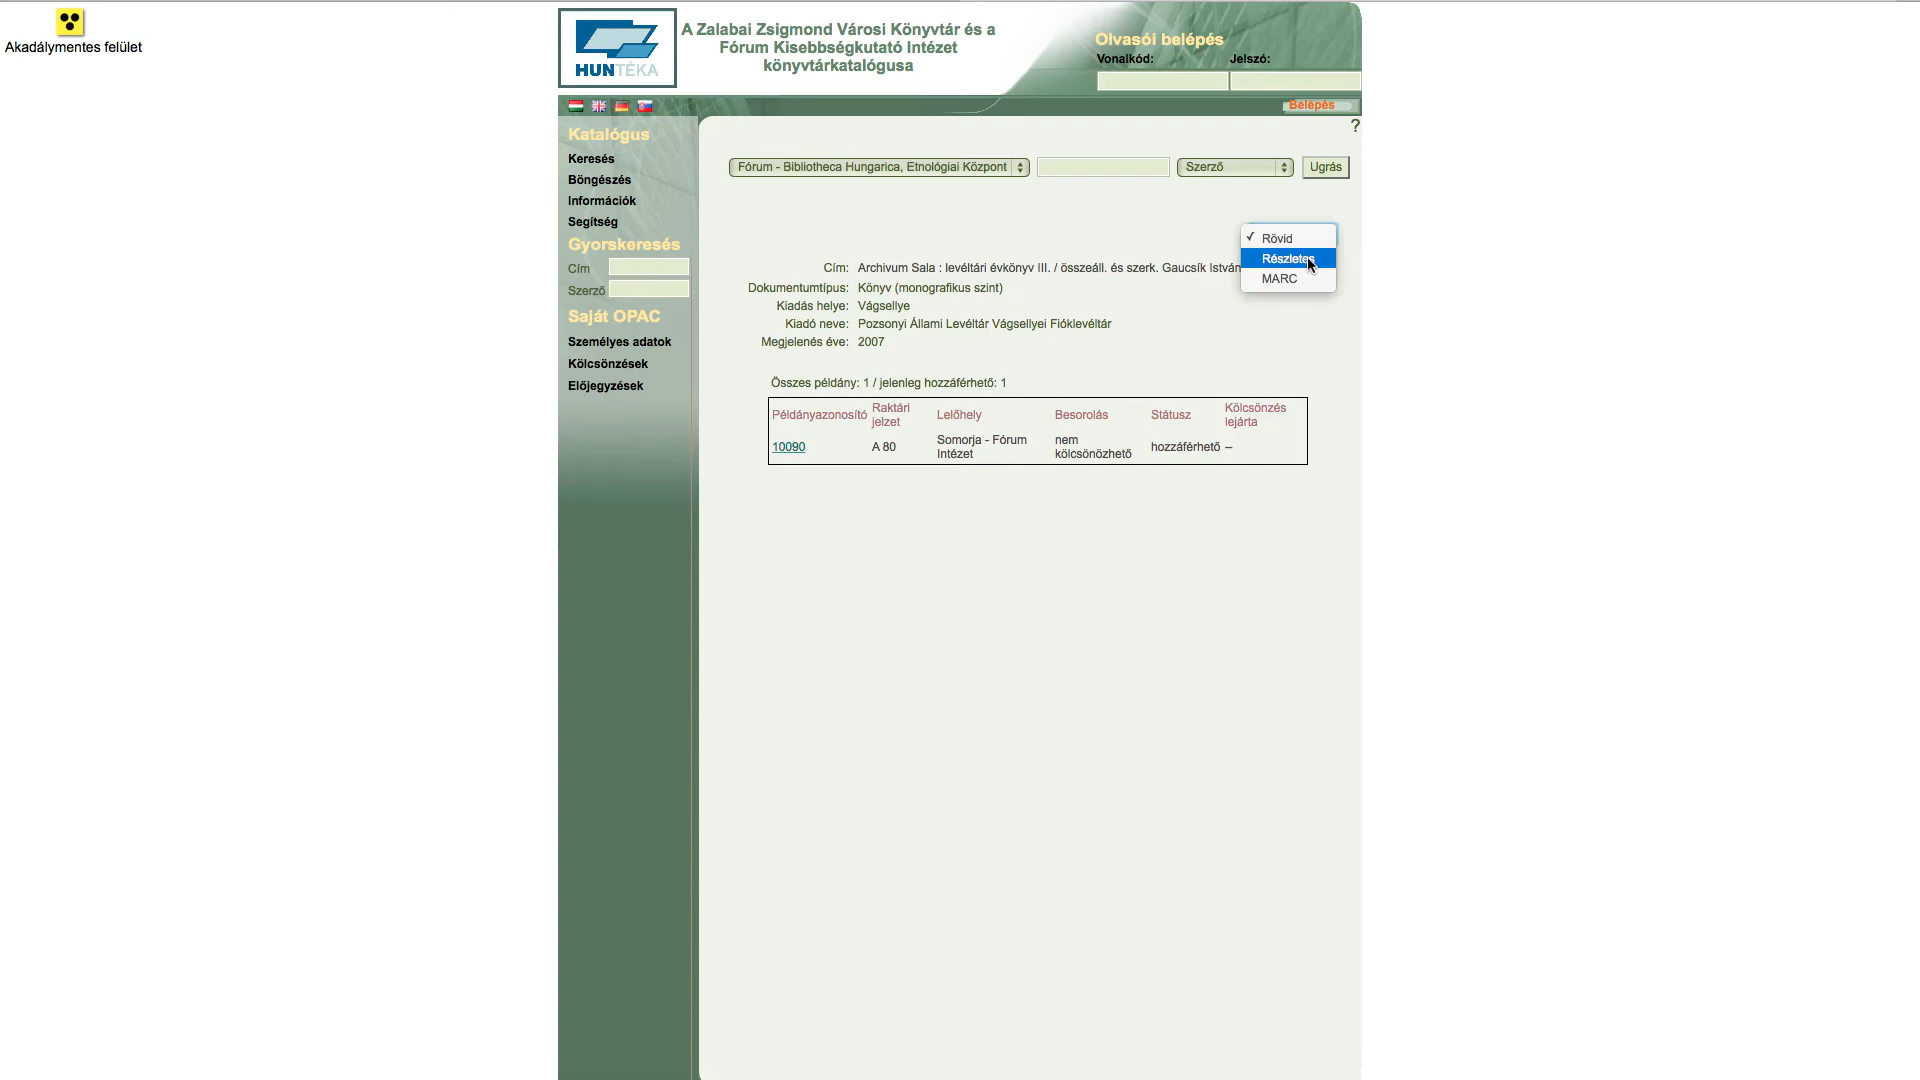 Akadálymentes felület
HUNTÉKA
A Zalabai Zsigmond Városi Könyvtár és a
Fórum Kisebbségkutató Intézet
könyvtárkatalógusa
Olvasói belépés
Vonalkód: Jelszó:
Belépés
?
Katalógus
Keresés
Böngészés
Információk
Segítség
Gyorskeresés
Cím
Szerző
Saját OPAC
Személyes adatok
Kölcsönzések
Előjegyzések
Fórum - Bibliotheca Hungarica, Etnológiai Központ Szerző Ugrás
✓ Rövid
Részletes
MARC
Cím: Archivum Sala : levéltári évkönyv III. / összeáll. és szerk. Gaucsík István
Dokumentumtípus: Könyv (monografikus szint)
Kiadás helye: Vágsellye
Kiadó neve: Pozsonyi Állami Levéltár Vágsellyei Fióklevéltár
Megjelenés éve: 2007
Összes példány: 1 / jelenleg hozzáférhető: 1
Példányazonosító Raktári jelzet Lelőhely Besorolás Státusz Kölcsönzés lejárta
10090 A 80 Somorja - Fórum Intézet nem kölcsönözhető hozzáférhető –